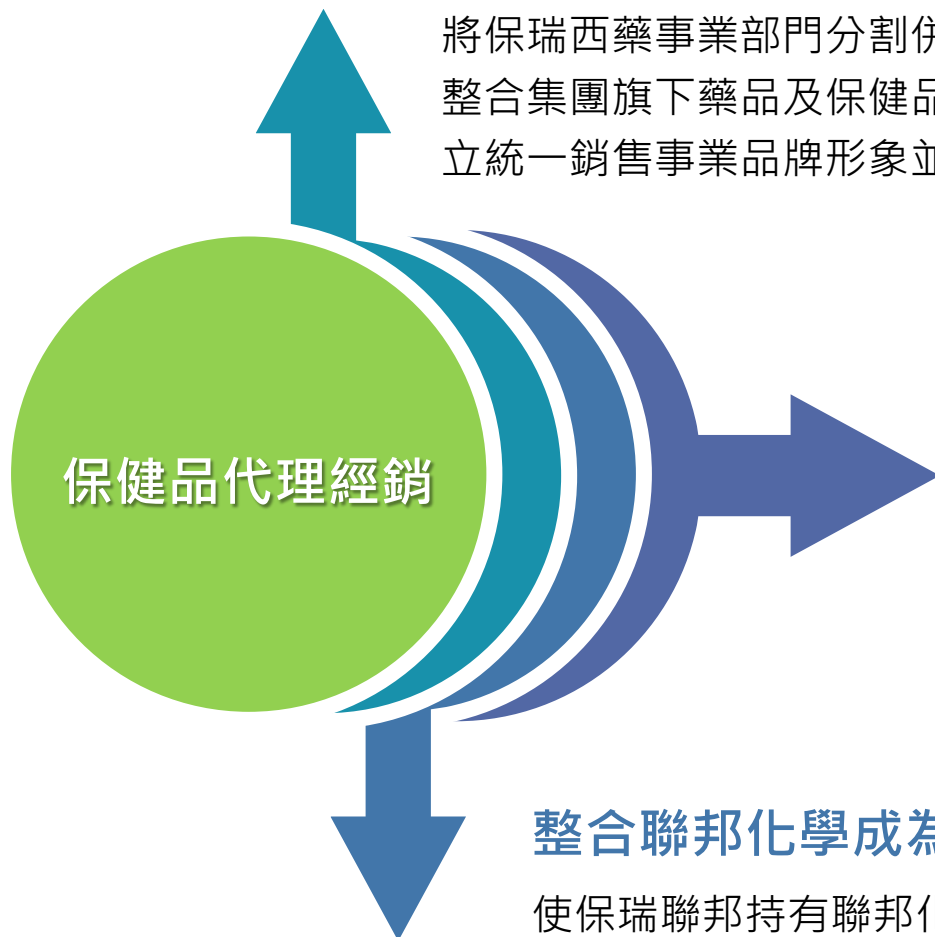 將保瑞西藥事業部門分割併
整合集團旗下藥品及保健品
立統一銷售事業品牌形象並
保健品代理經銷
整合聯邦化學成為
使保瑞聯邦持有聯邦化